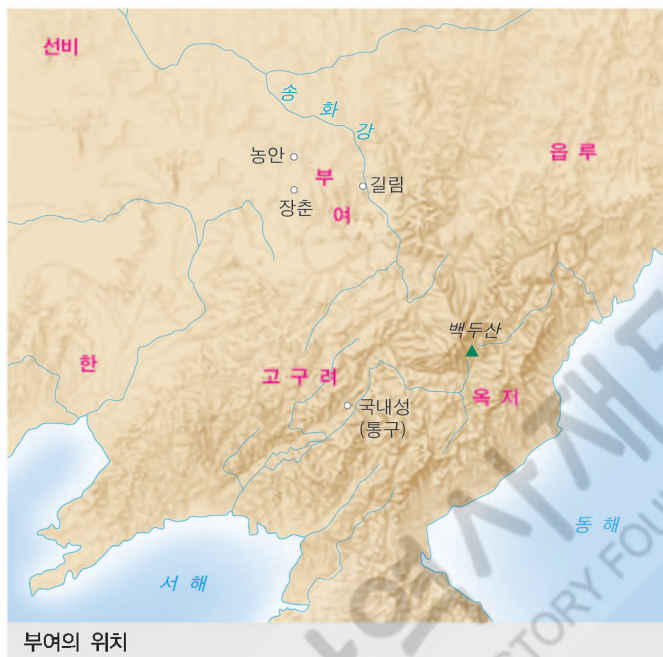 선비
송 화 강
농안
부 여
길림
장춘
읍 루
백두산
한
고 구 려
옥 저
국내성
(통구)
동 해
서 해
부여의 위치